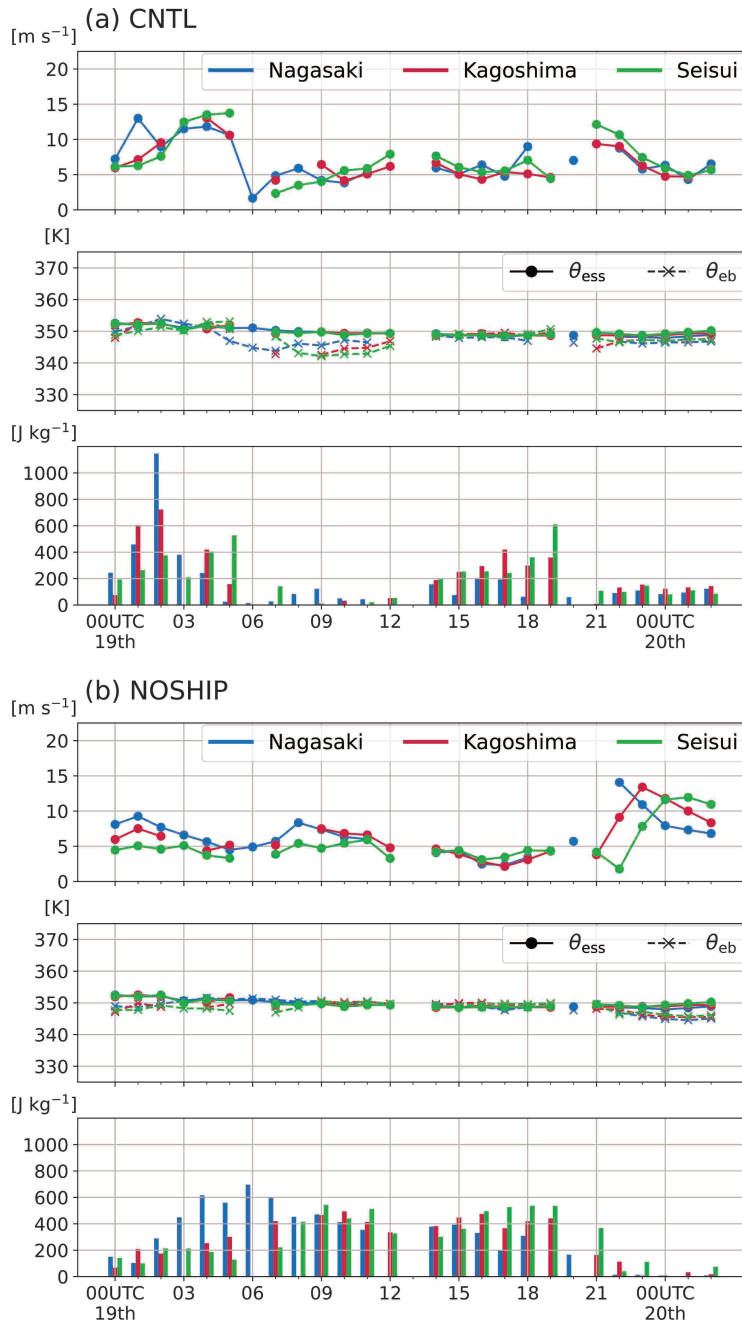 (a) CNTL
[m s⁻¹]
Nagasaki Kagoshima Seisui
20
15
10
5
0
[K]
θess θeb
370
360
350
340
330
[J kg⁻¹]
1000
800
600
400
200
0
00UTC 03 06 09 12 15 18 21 00UTC
19th 20th
(b) NOSHIP
[m s⁻¹]
Nagasaki Kagoshima Seisui
20
15
10
5
0
[K]
θess θeb
370
360
350
340
330
[J kg⁻¹]
1000
800
600
400
200
0
00UTC 03 06 09 12 15 18 21 00UTC
19th 20th